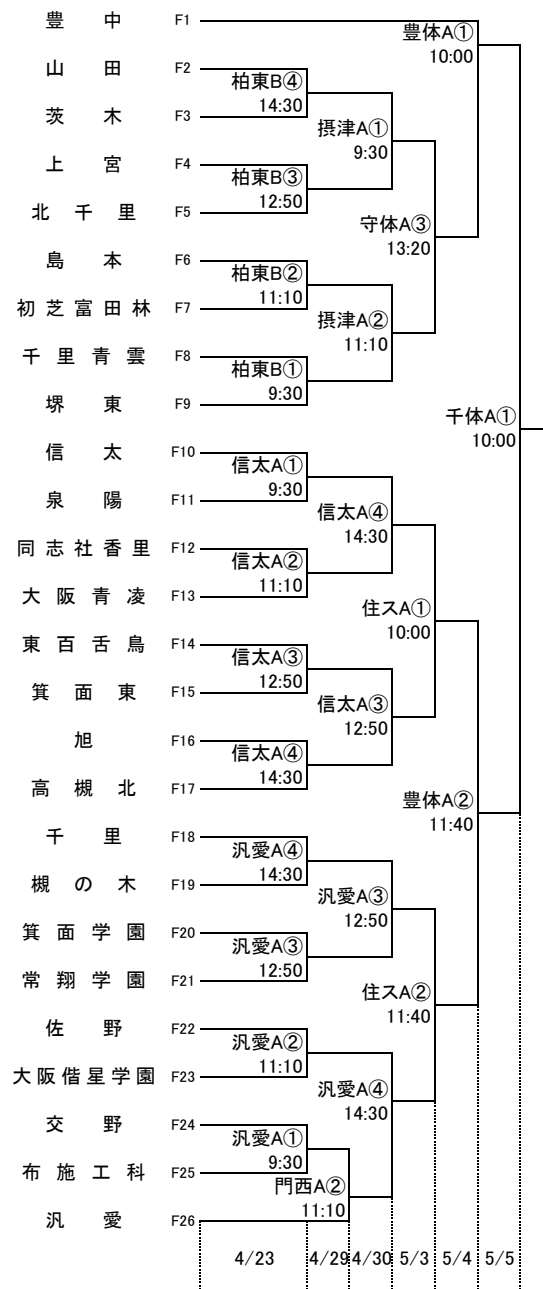 豊中 F1
豊体A①
10:00
山田 F2
柏東B④
14:30
茨木 F3
摂津A①
9:30
上宮 F4
柏東B③
12:50
北千里 F5
守体A③
13:20
島本 F6
柏東B②
11:10
初芝富田林 F7
摂津A②
11:10
千里青雲 F8
柏東B①
9:30
堺東 F9
千体A①
10:00
信太 F10
信太A①
9:30
泉陽 F11
信太A④
14:30
同志社香里 F12
信太A②
11:10
大阪青凌 F13
住スA①
10:00
東百舌鳥 F14
信太A③
12:50
箕面東 F15
信太A③
12:50
旭 F16
信太A④
14:30
高槻北 F17
豊体A②
11:40
千里 F18
汎愛A④
14:30
槻の木 F19
汎愛A③
12:50
箕面学園 F20
汎愛A③
12:50
常翔学園 F21
住スA②
11:40
佐野 F22
汎愛A②
11:10
大阪偕星学園 F23
汎愛A④
14:30
交野 F24
汎愛A①
9:30
布施工科 F25
門西A②
11:10
汎愛 F26
4/23 4/29 4/30 5/3 5/4 5/5